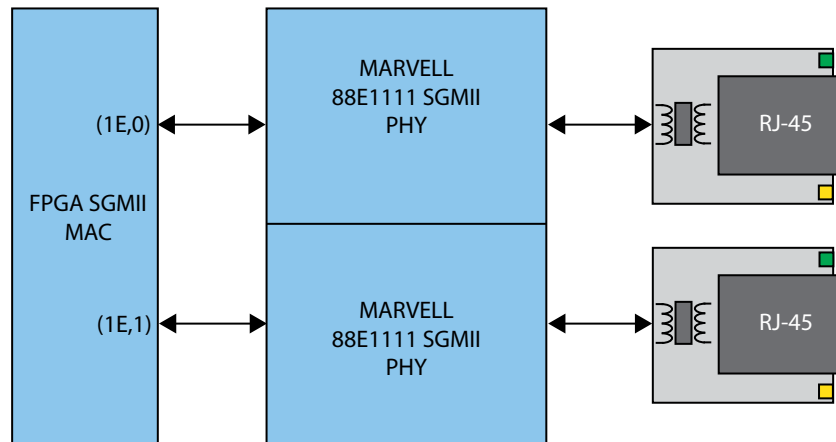 FPGA SGMII
MAC
(1E,0)
(1E,1)
MARVELL
88E1111 SGMII
PHY
MARVELL
88E1111 SGMII
PHY
RJ-45
RJ-45